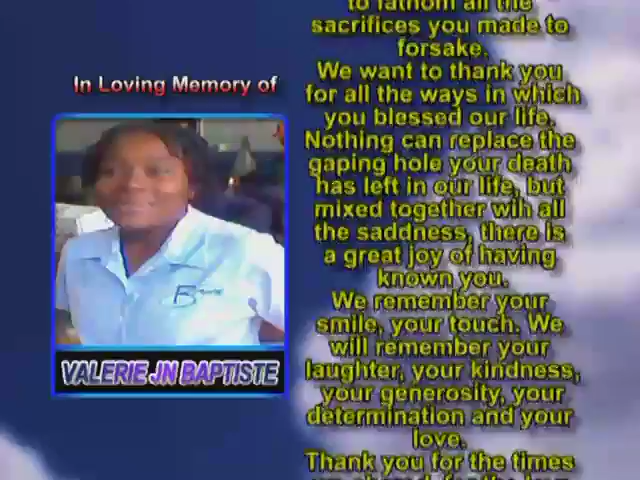 In Loving Memory of
VALERIE JN BAPTISTE
to fathom all the
sacrifices you made to
forsake.
We want to thank you
for all the ways in which
you blessed our life.
Nothing can replace the
gaping hole your death
has left in our life, but
mixed together wih all
the saddness, there is
a great joy of having
known you.
We remember your
smile, your touch. We
will remember your
laughter, your kindness,
your generosity, your
determination and your
love.
Thank you for the times